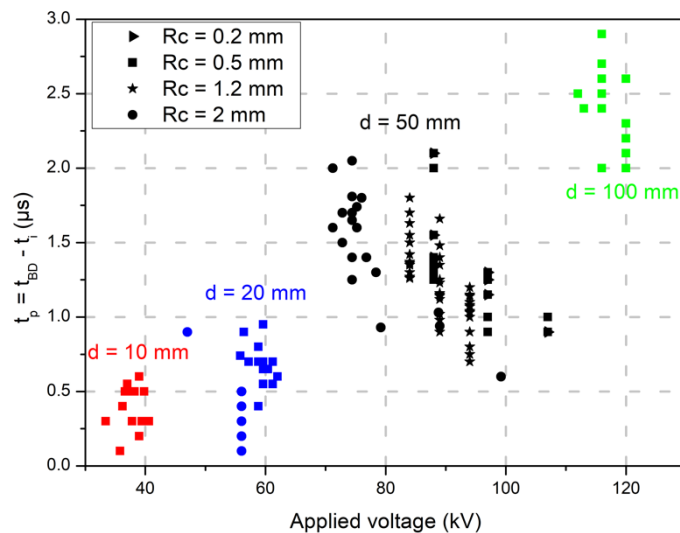 3.0
2.5
2.0
1.5
1.0
0.5
0.0
tp = tBD - ti (µs)
Rc = 0.2 mm
Rc = 0.5 mm
Rc = 1.2 mm
Rc = 2 mm
d = 50 mm
d = 100 mm
d = 20 mm
d = 10 mm
40 60 80 100 120
Applied voltage (kV)